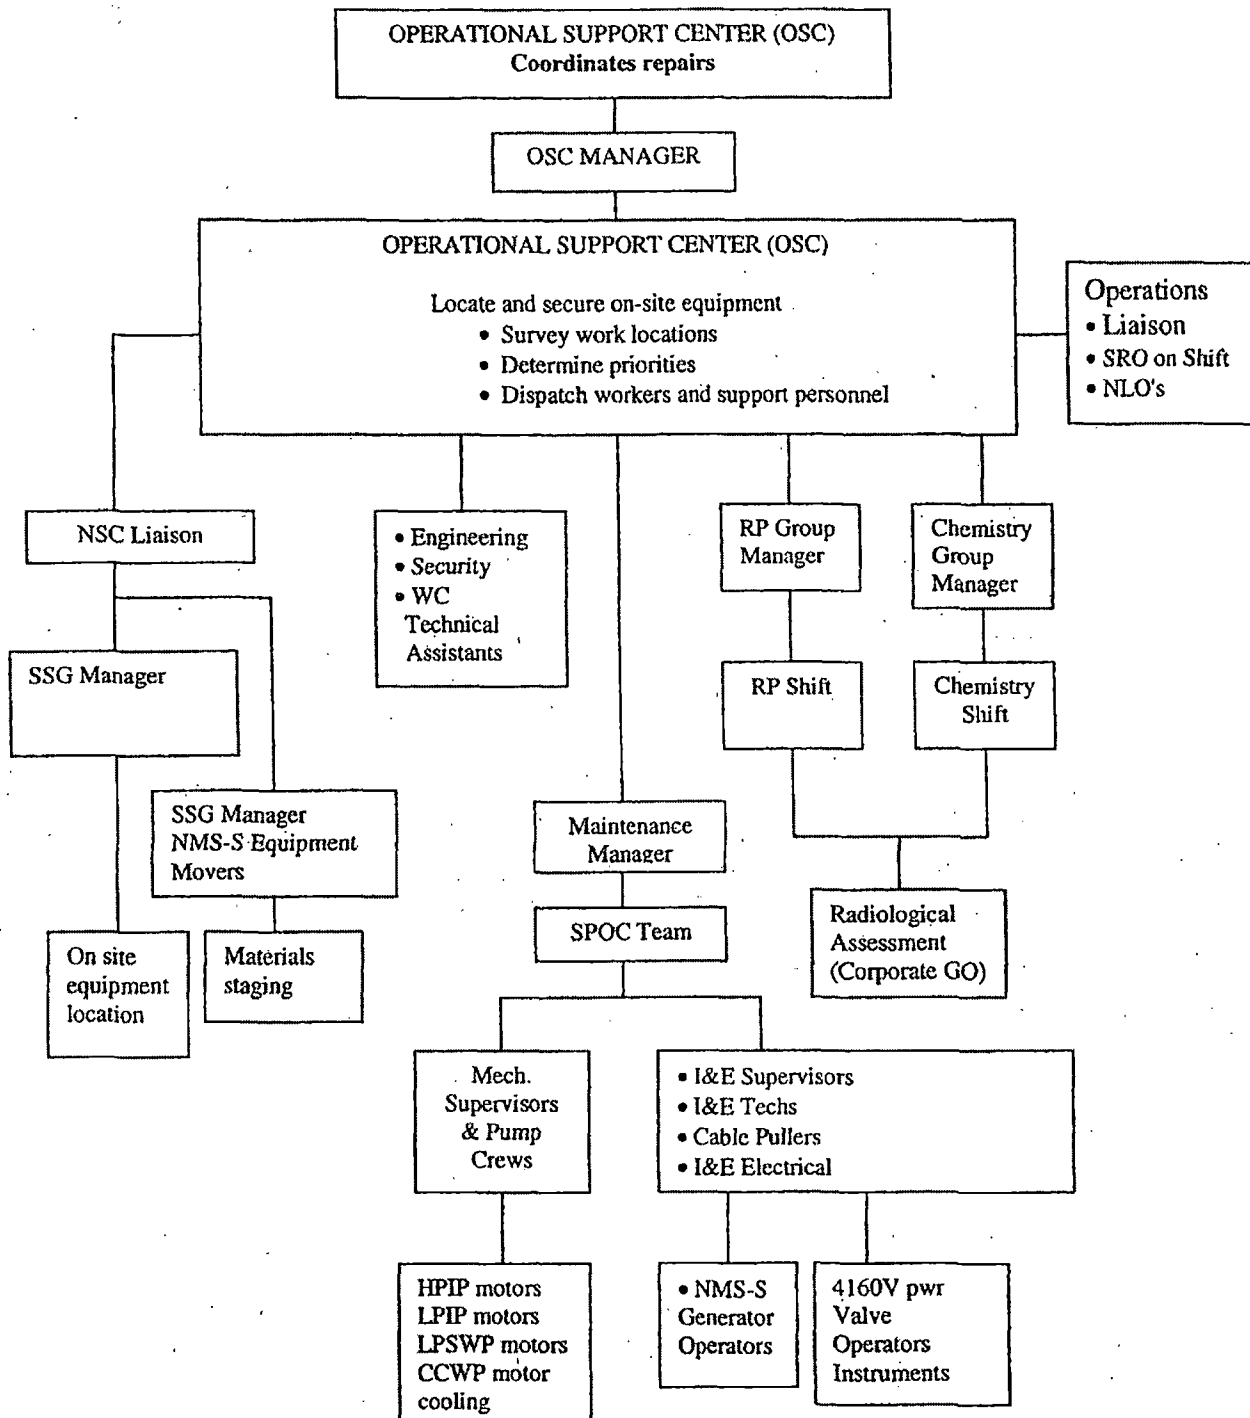 OPERATIONAL SUPPORT CENTER (OSC)
Coordinates repairs
OSC MANAGER
OPERATIONAL SUPPORT CENTER (OSC)
Locate and secure on-site equipment
• Survey work locations
• Determine priorities
• Dispatch workers and support personnel
Operations
• Liaison
• SRO on Shift
• NLO's
NSC Liaison
• Engineering
• Security
• WC
Technical
Assistants
RP Group
Manager
Chemistry
Group
Manager
SSG Manager
RP Shift
Chemistry
Shift
SSG Manager
NMS-S Equipment
Movers
Maintenance
Manager
SPOC Team
Radiological
Assessment
(Corporate GO)
On site
equipment
location
Materials
staging
Mech.
Supervisors
& Pump
Crews
• I&E Supervisors
• I&E Techs
• Cable Pullers
• I&E Electrical
HPIP motors
LPIP motors
LPSWP motors
CCWP motor
cooling
• NMS-S
Generator
Operators
4160V pwr
Valve
Operators
Instruments